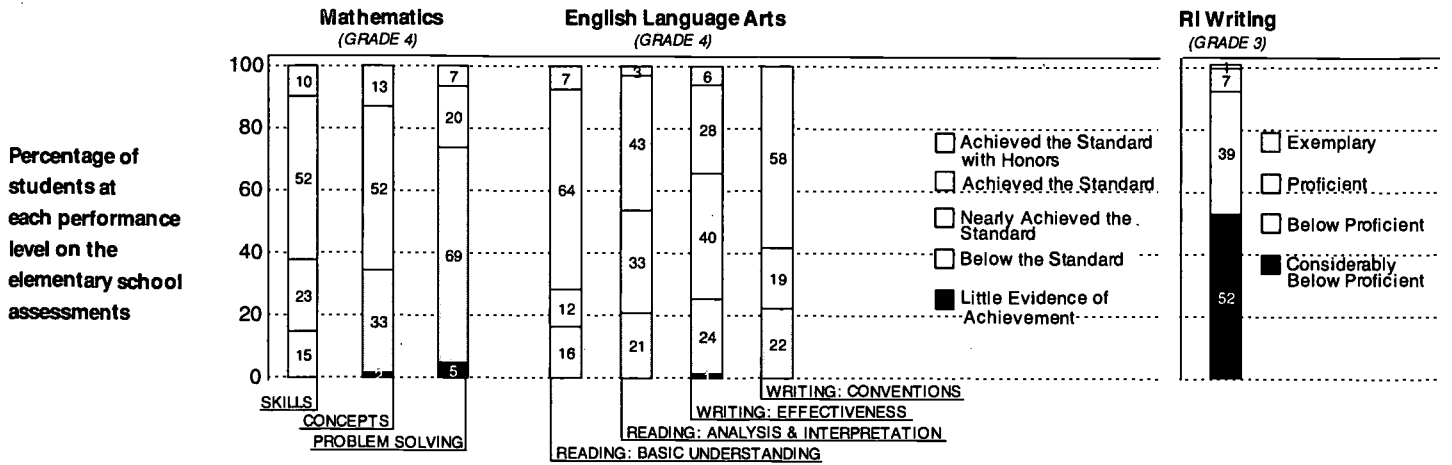 Mathematics
(GRADE 4)
English Language Arts
(GRADE 4)
RI Writing
(GRADE 3)
Percentage of
students at
each performance
level on the
elementary school
assessments
100
80
60
40
20
0
10
52
23
15
13
52
33
7
20
69
5
7
64
12
16
3
43
33
21
6
28
40
24
58
19
22
Achieved the Standard
with Honors
Achieved the Standard
Nearly Achieved the
Standard
Below the Standard
Little Evidence of
Achievement
7
39
52
Exemplary
Proficient
Below Proficient
Considerably
Below Proficient
SKILLS
CONCEPTS
PROBLEM SOLVING
WRITING: CONVENTIONS
WRITING: EFFECTIVENESS
READING: ANALYSIS & INTERPRETATION
READING: BASIC UNDERSTANDING